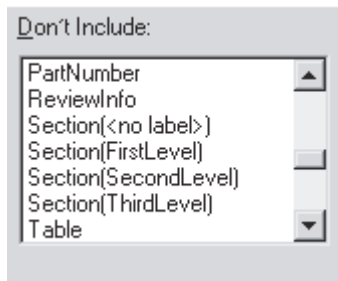 Don't Include:
PartNumber
ReviewInfo
Section(<no label>)
Section(FirstLevel)
Section(SecondLevel)
Section(ThirdLevel)
Table